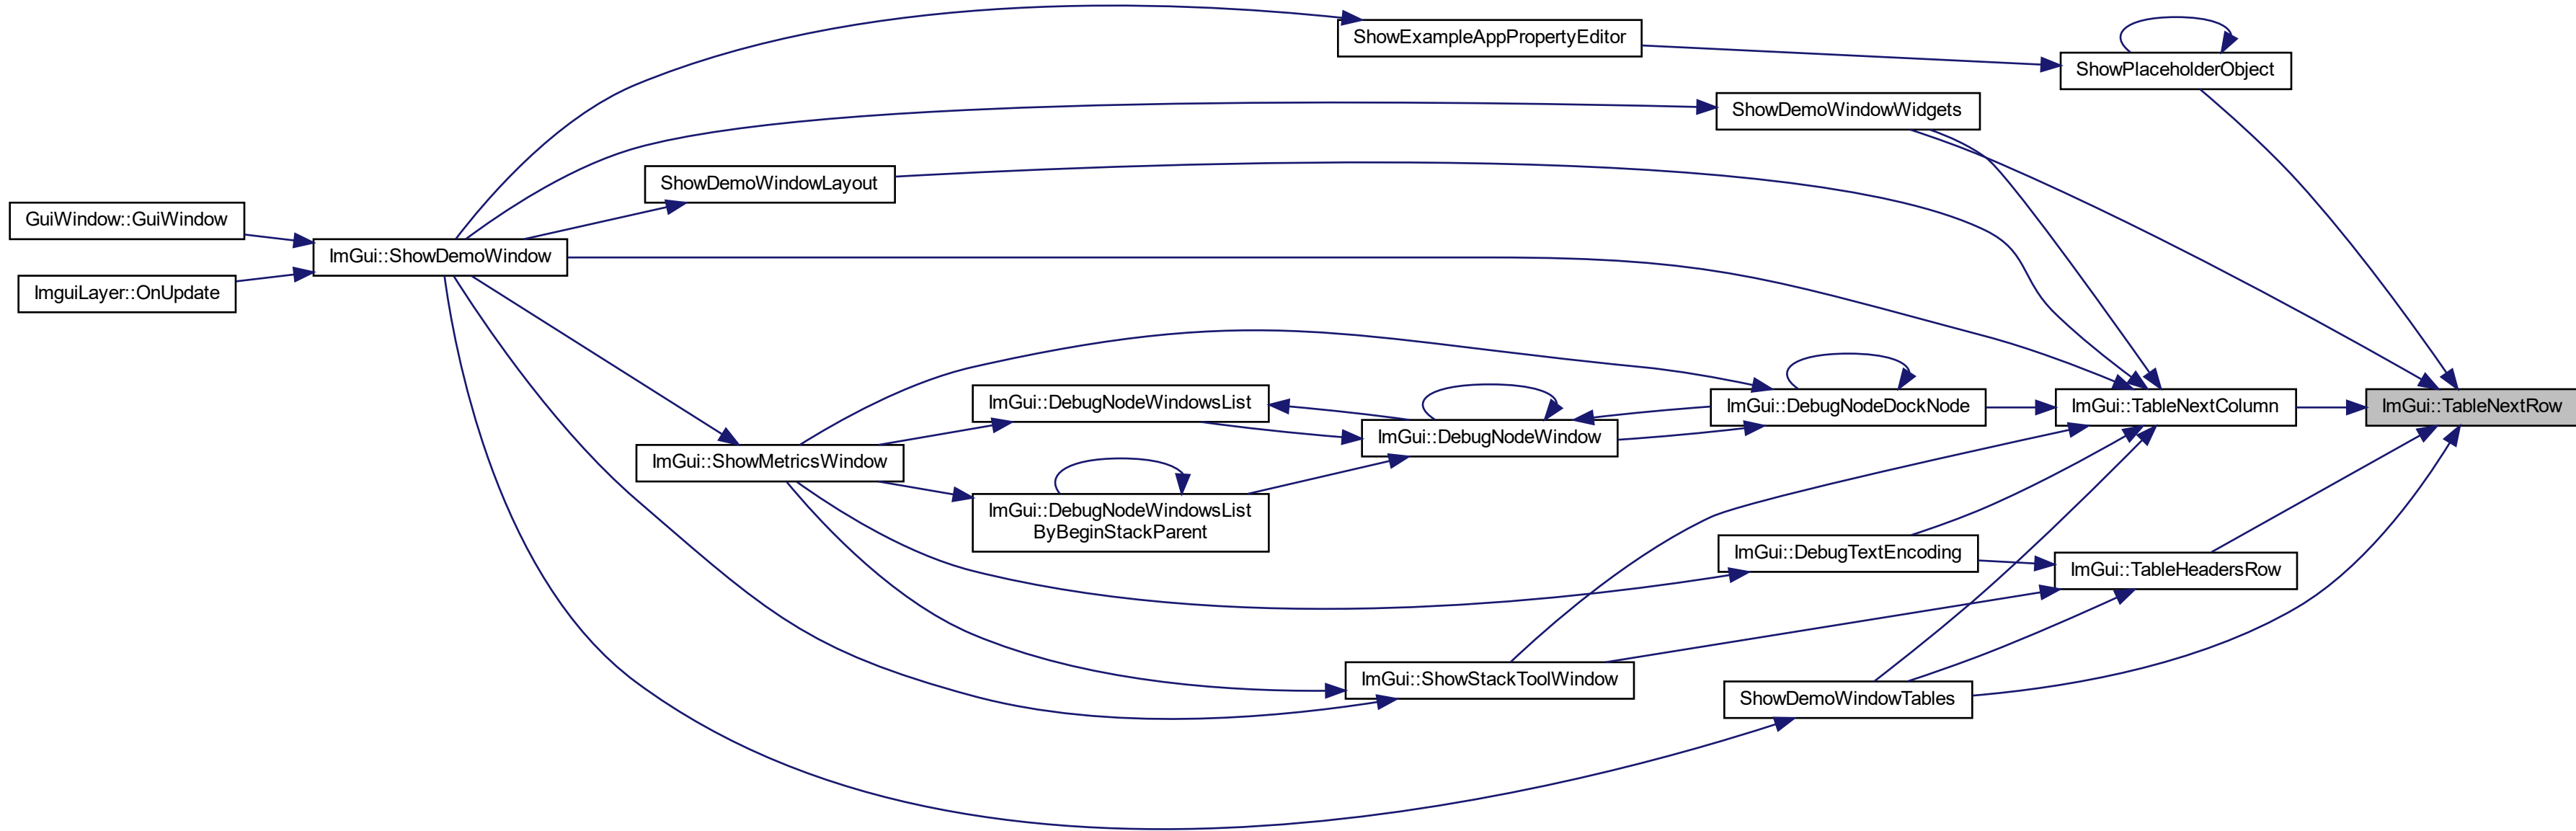 ShowExampleAppPropertyEditor
ShowPlaceholderObject
ShowDemoWindowWidgets
ShowDemoWindowLayout
GuiWindow::GuiWindow
ImGui::ShowDemoWindow
ImguiLayer::OnUpdate
ImGui::DebugNodeWindowsList
ImGui::DebugNodeDockNode
ImGui::TableNextColumn
ImGui::TableNextRow
ImGui::DebugNodeWindow
ImGui::ShowMetricsWindow
ImGui::DebugNodeWindowsList
ByBeginStackParent
ImGui::DebugTextEncoding
ImGui::TableHeadersRow
ImGui::ShowStackToolWindow
ShowDemoWindowTables